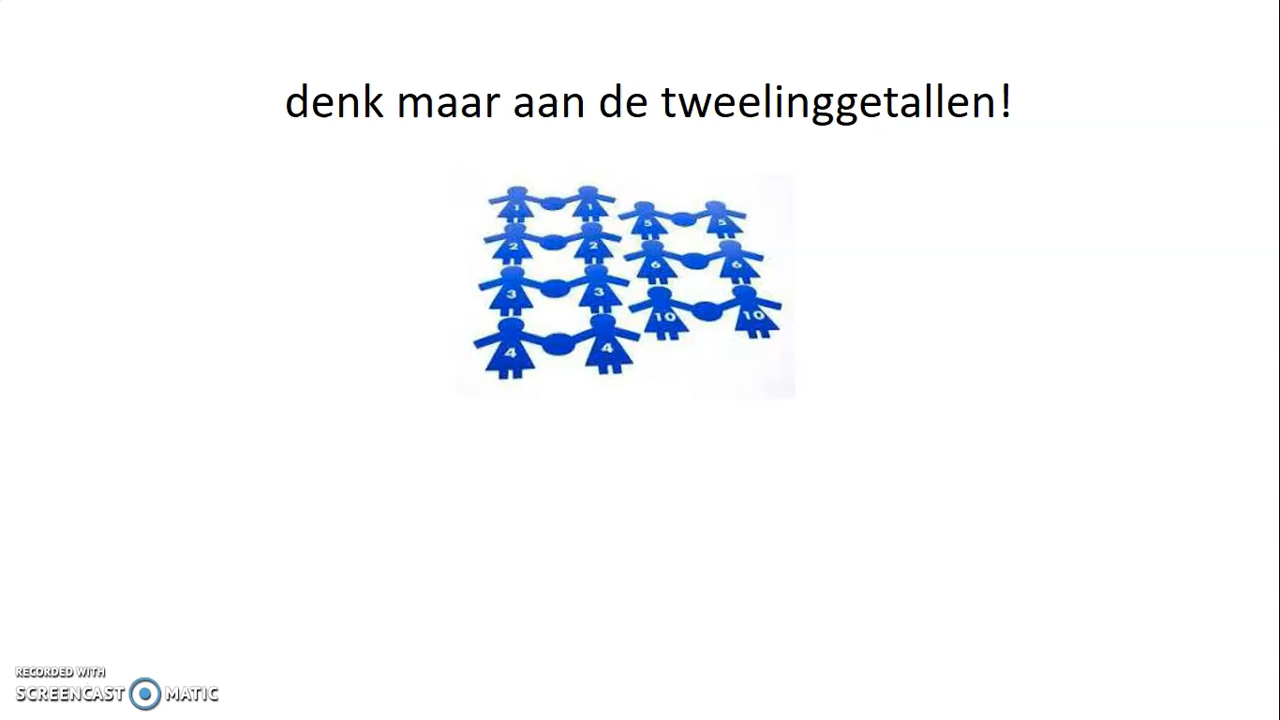 denk maar aan de tweelinggetallen!
1 1
2 2
3 3
4 4
5 5
6 6
10 10
RECORDED WITH
SCREENCAST MATIC